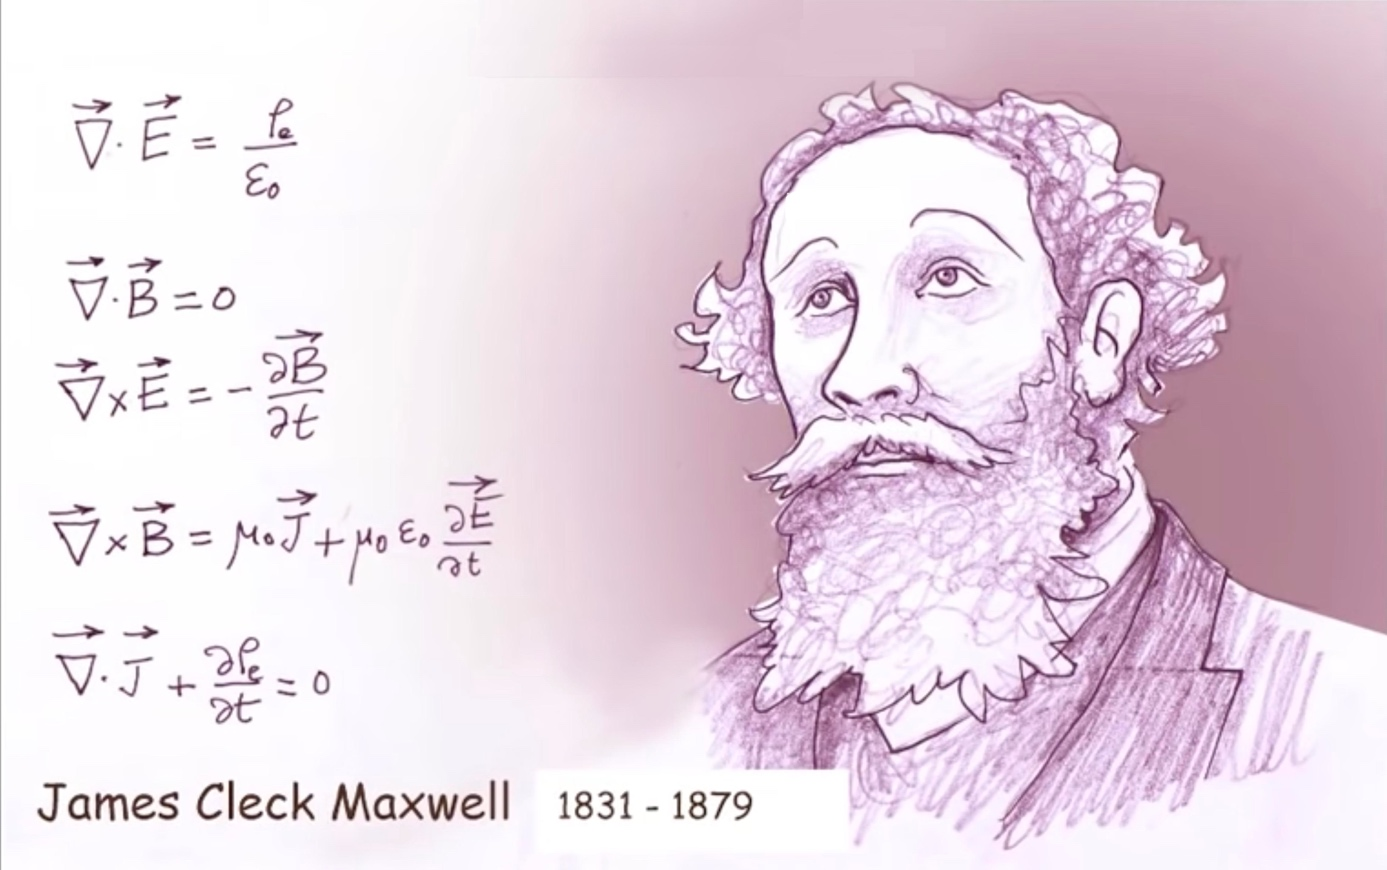 ∇⃗·E⃗ = ρₑ/ε₀
∇⃗·B⃗ = 0
∇⃗×E⃗ = -∂B⃗/∂t
∇⃗×B⃗ = μ₀J⃗ + μ₀ε₀ ∂E⃗/∂t
∇⃗·J⃗ + ∂ρₑ/∂t = 0
James Cleck Maxwell 1831 - 1879